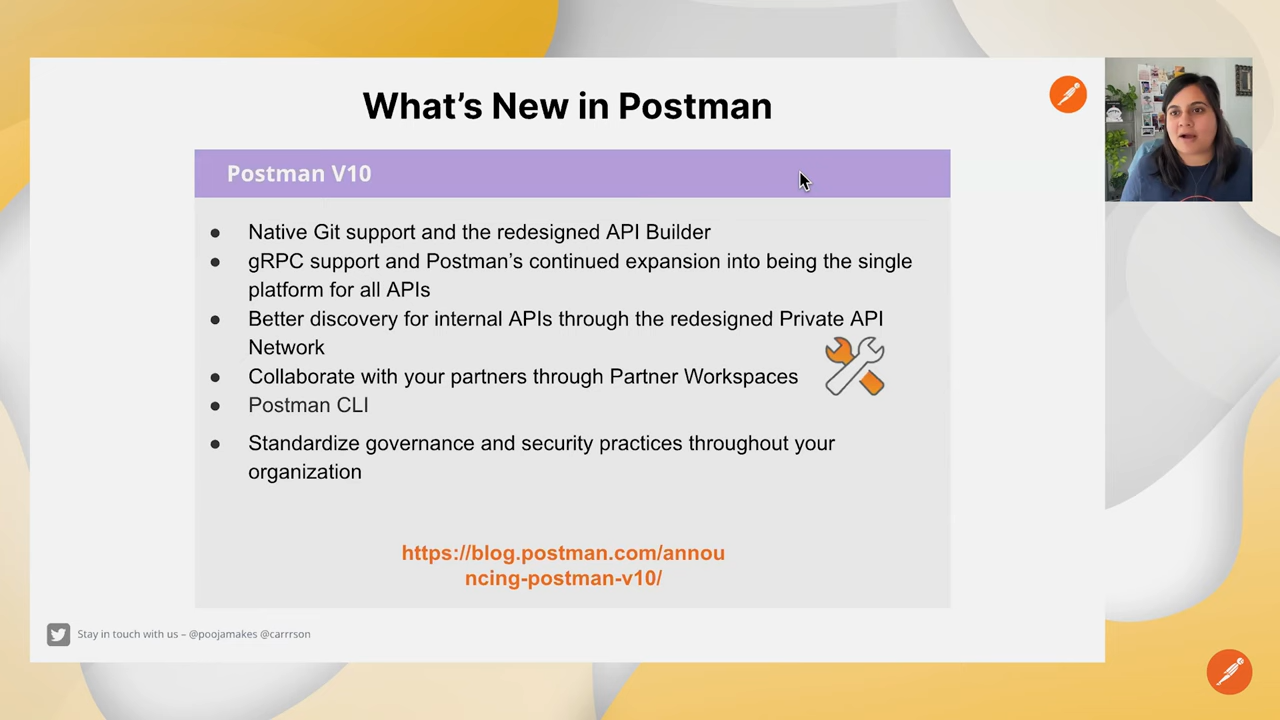 What's New in Postman
Postman V10
● Native Git support and the redesigned API Builder
● gRPC support and Postman's continued expansion into being the single
platform for all APIs
● Better discovery for internal APIs through the redesigned Private API
Network
● Collaborate with your partners through Partner Workspaces
● Postman CLI
● Standardize governance and security practices throughout your
organization
https://blog.postman.com/annou
ncing-postman-v10/
Stay in touch with us – @poojamakes @carrrson